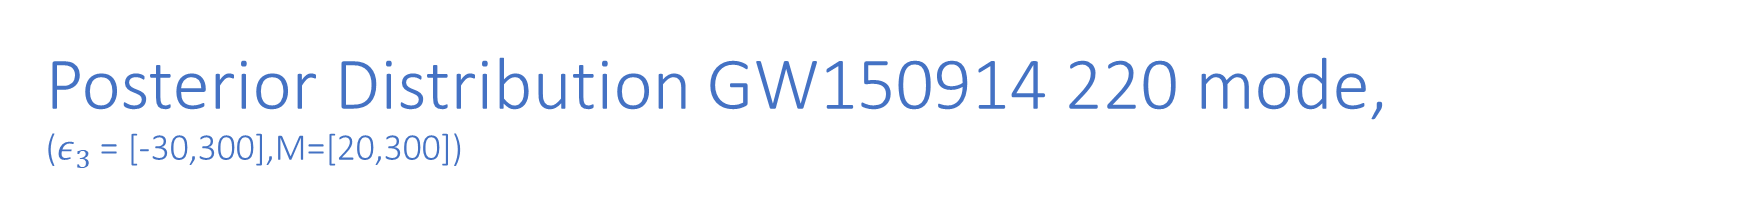 Posterior Distribution GW150914 220 mode,
(ϵ₃ = [-30,300],M=[20,300])